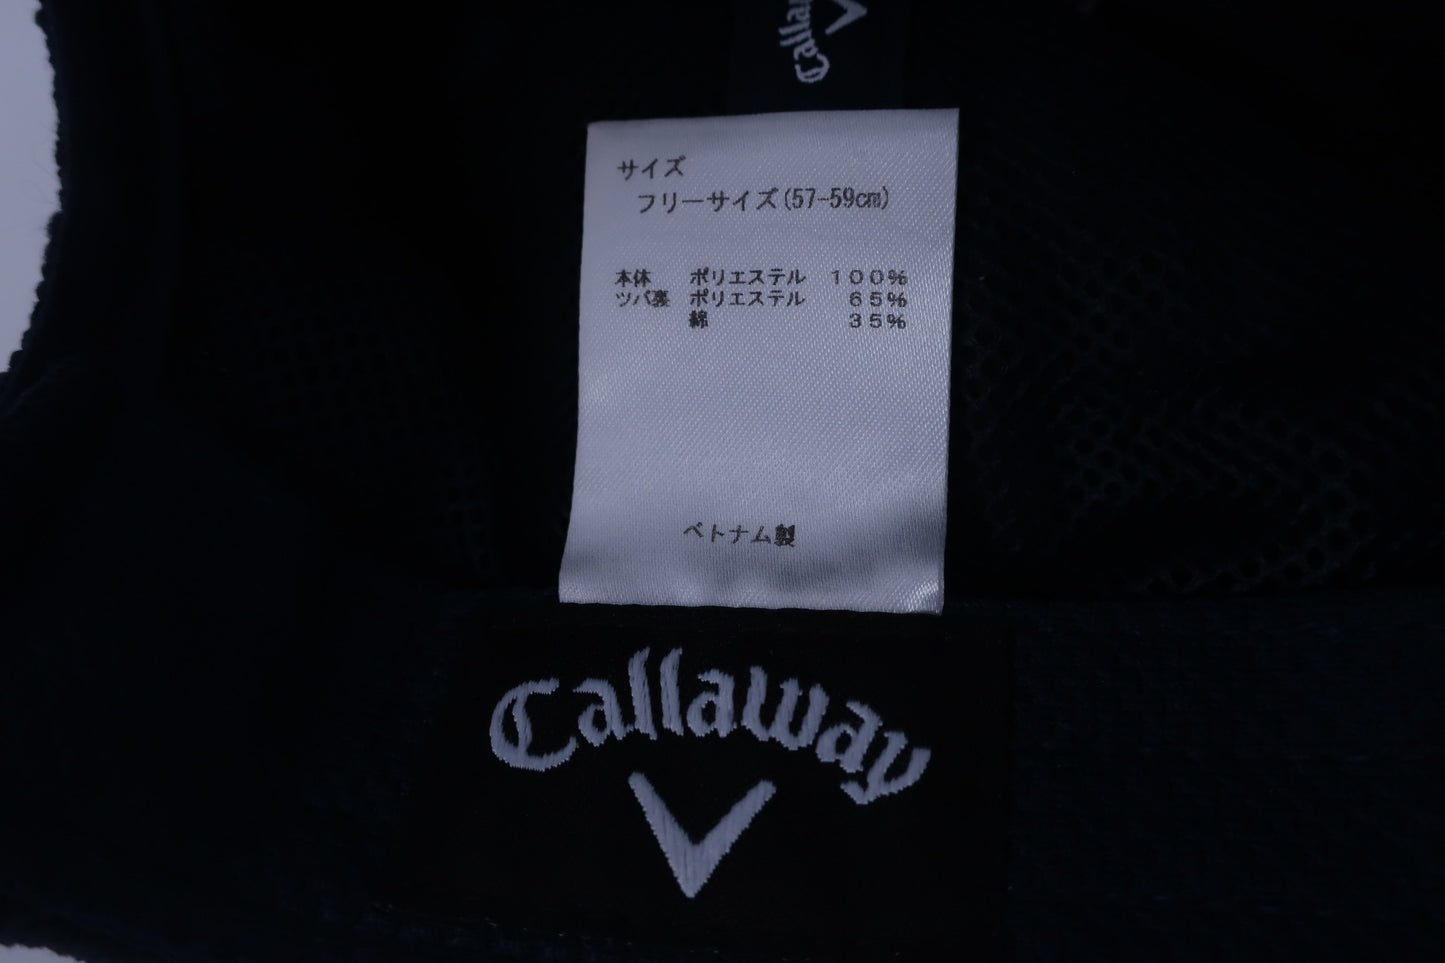 Callaway
サイズ
フリーサイズ(57-59cm)
本体 ポリエステル 100%
ツバ裏 ポリエステル 65%
綿 35%
ベトナム製
Callaway